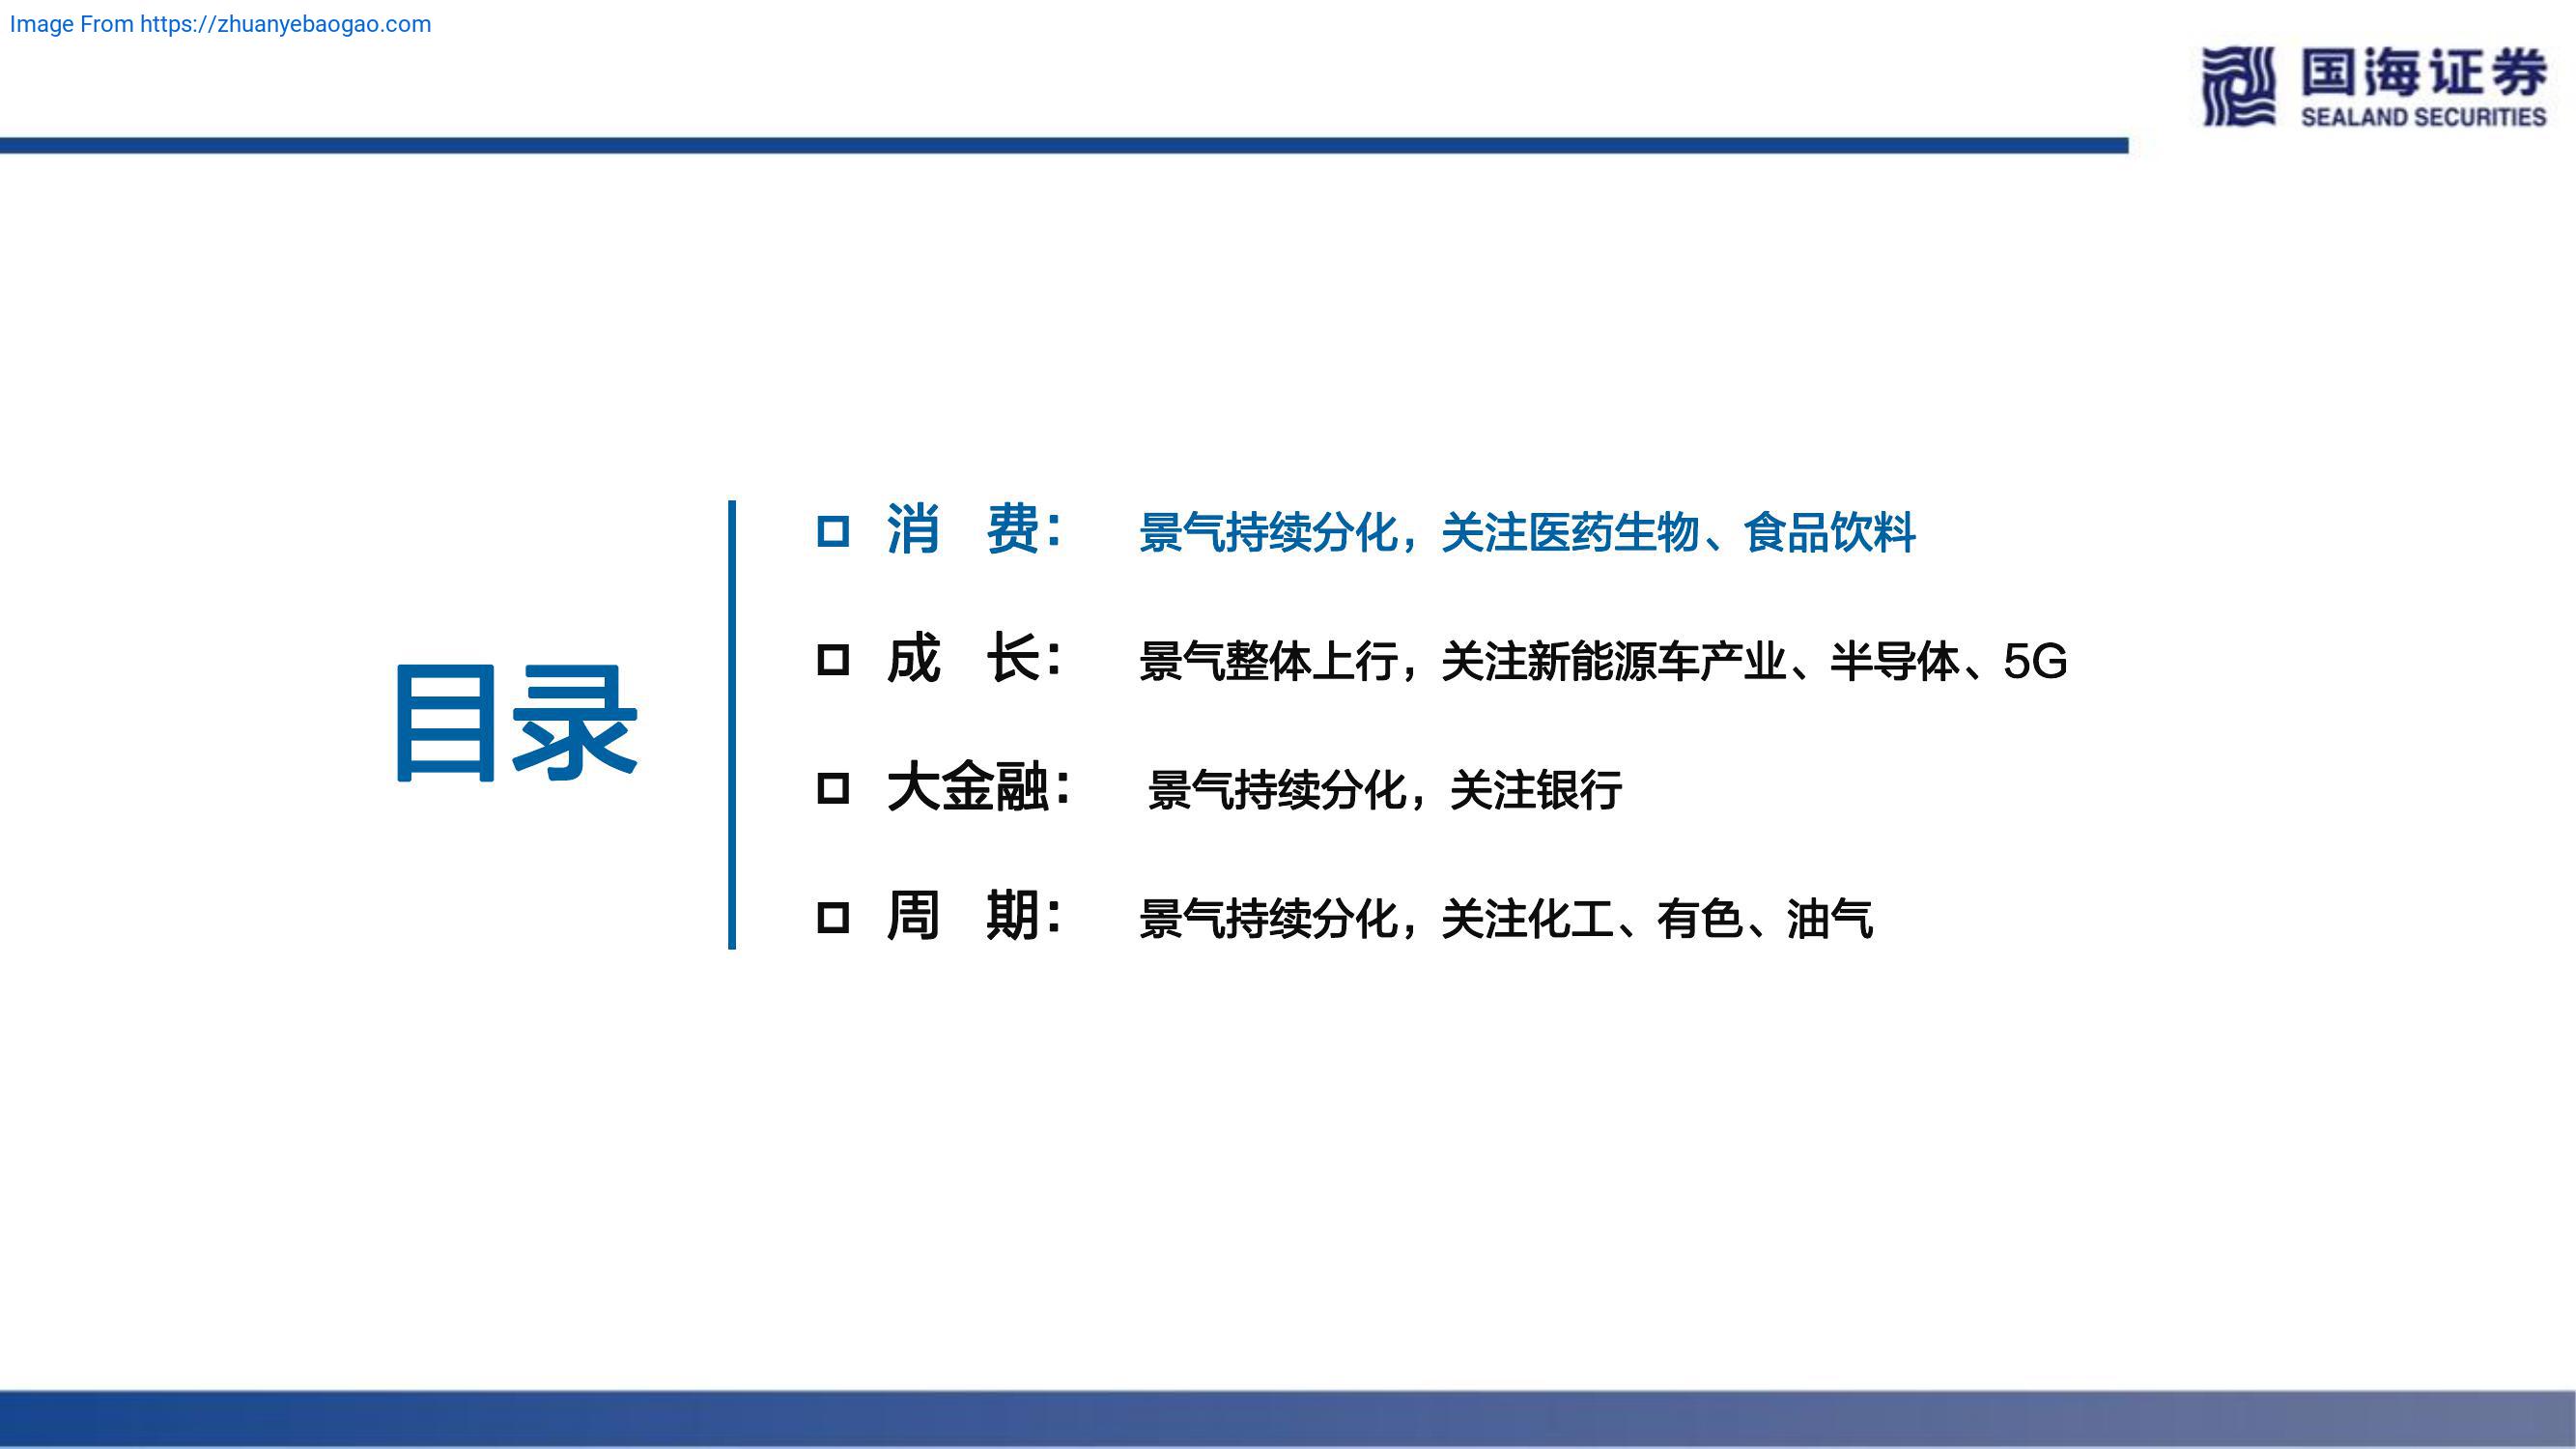 Image From https://zhuanyebaogao.com
国海证券
SEALAND SECURITIES
目录
消 费： 景气持续分化，关注医药生物、食品饮料
成 长： 景气整体上行，关注新能源车产业、半导体、5G
大金融： 景气持续分化，关注银行
周 期： 景气持续分化，关注化工、有色、油气